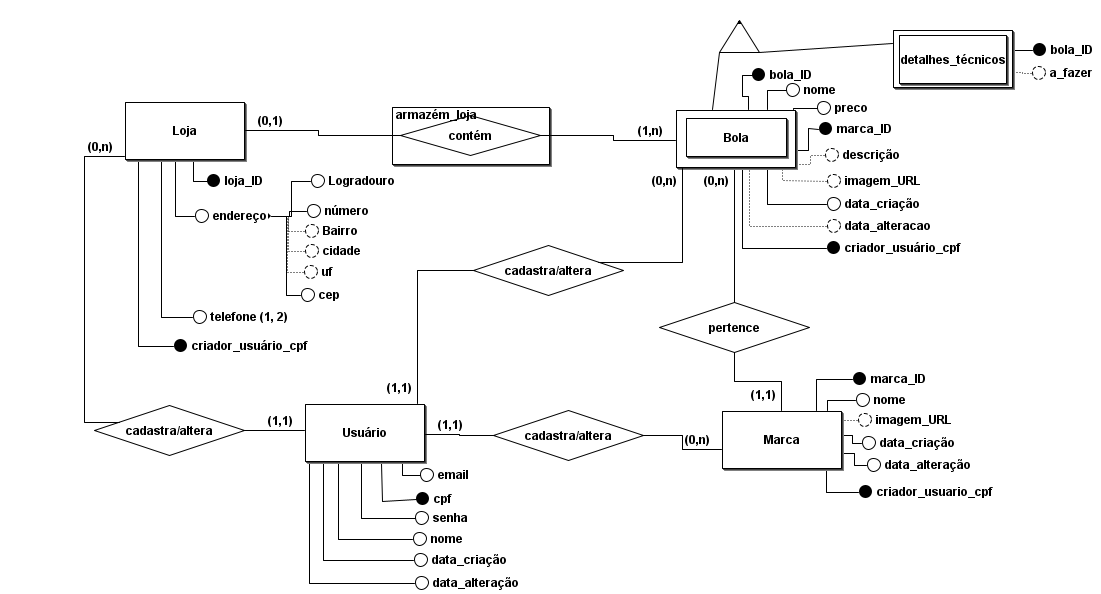 bola_ID
detalhes_técnicos
a_fazer
bola_ID
nome
preco
Loja
(0,1)
armazém_loja
contém
(1,n)
Bola
marca_ID
(0,n)
descrição
loja_ID
Logradouro
(0,n)
(0,n)
imagem_URL
endereço
número
data_criação
Bairro
data_alteracao
cidade
criador_usuário_cpf
uf
cadastra/altera
cep
telefone (1, 2)
pertence
criador_usuário_cpf
(1,1)
marca_ID
(1,1)
nome
(1,1)
(1,1)
imagem_URL
cadastra/altera
Usuário
cadastra/altera
(0,n)
Marca
data_criação
data_alteração
email
criador_usuario_cpf
cpf
senha
nome
data_criação
data_alteração